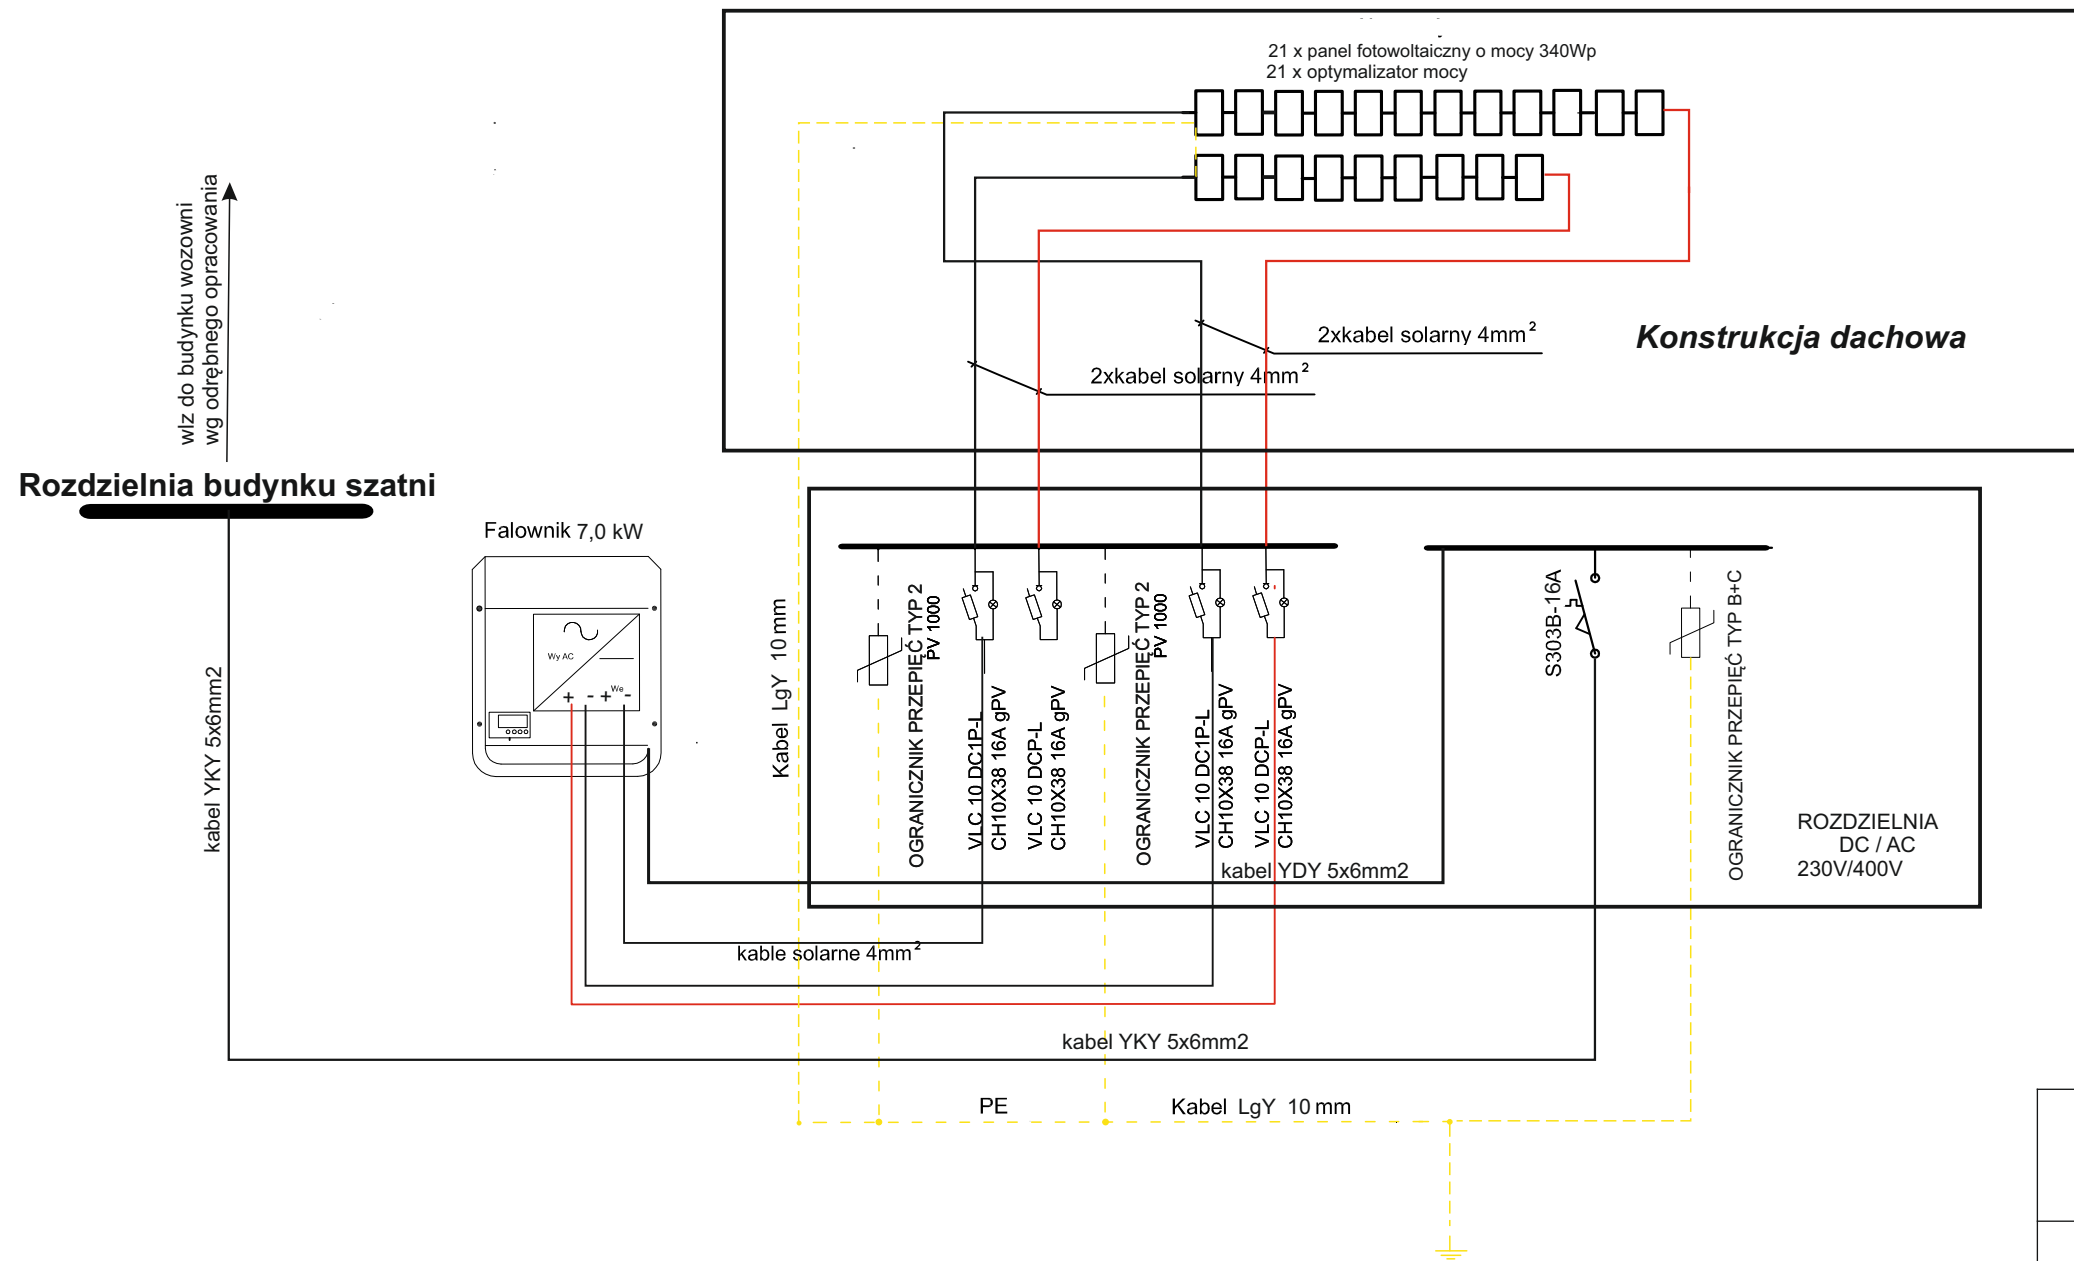 21 x panel fotowoltaiczny o mocy 340Wp
21 x optymalizator mocy
wlz do budynku wozowni
wg odrębnego opracowania
2xkabel solarny 4mm²
Konstrukcja dachowa
2xkabel solarny 4mm²
Rozdzielnia budynku szatni
Falownik 7,0 kW
Wy AC
We
+ - + -
kabel YKY 5x6mm2
Kabel LgY 10 mm
OGRANICZNIK PRZEPIĘĆ TYP 2
PV 1000
VLC 10 DC1P-L
CH10X38 16A gPV
VLC 10 DCP-L
CH10X38 16A gPV
OGRANICZNIK PRZEPIĘĆ TYP 2
PV 1000
VLC 10 DC1P-L
CH10X38 16A gPV
VLC 10 DCP-L
CH10X38 16A gPV
S303B-16A
OGRANICZNIK PRZEPIĘĆ TYP B+C
ROZDZIELNIA
DC / AC
230V/400V
kabel YDY 5x6mm2
kable solarne 4mm²
kabel YKY 5x6mm2
PE
Kabel LgY 10 mm